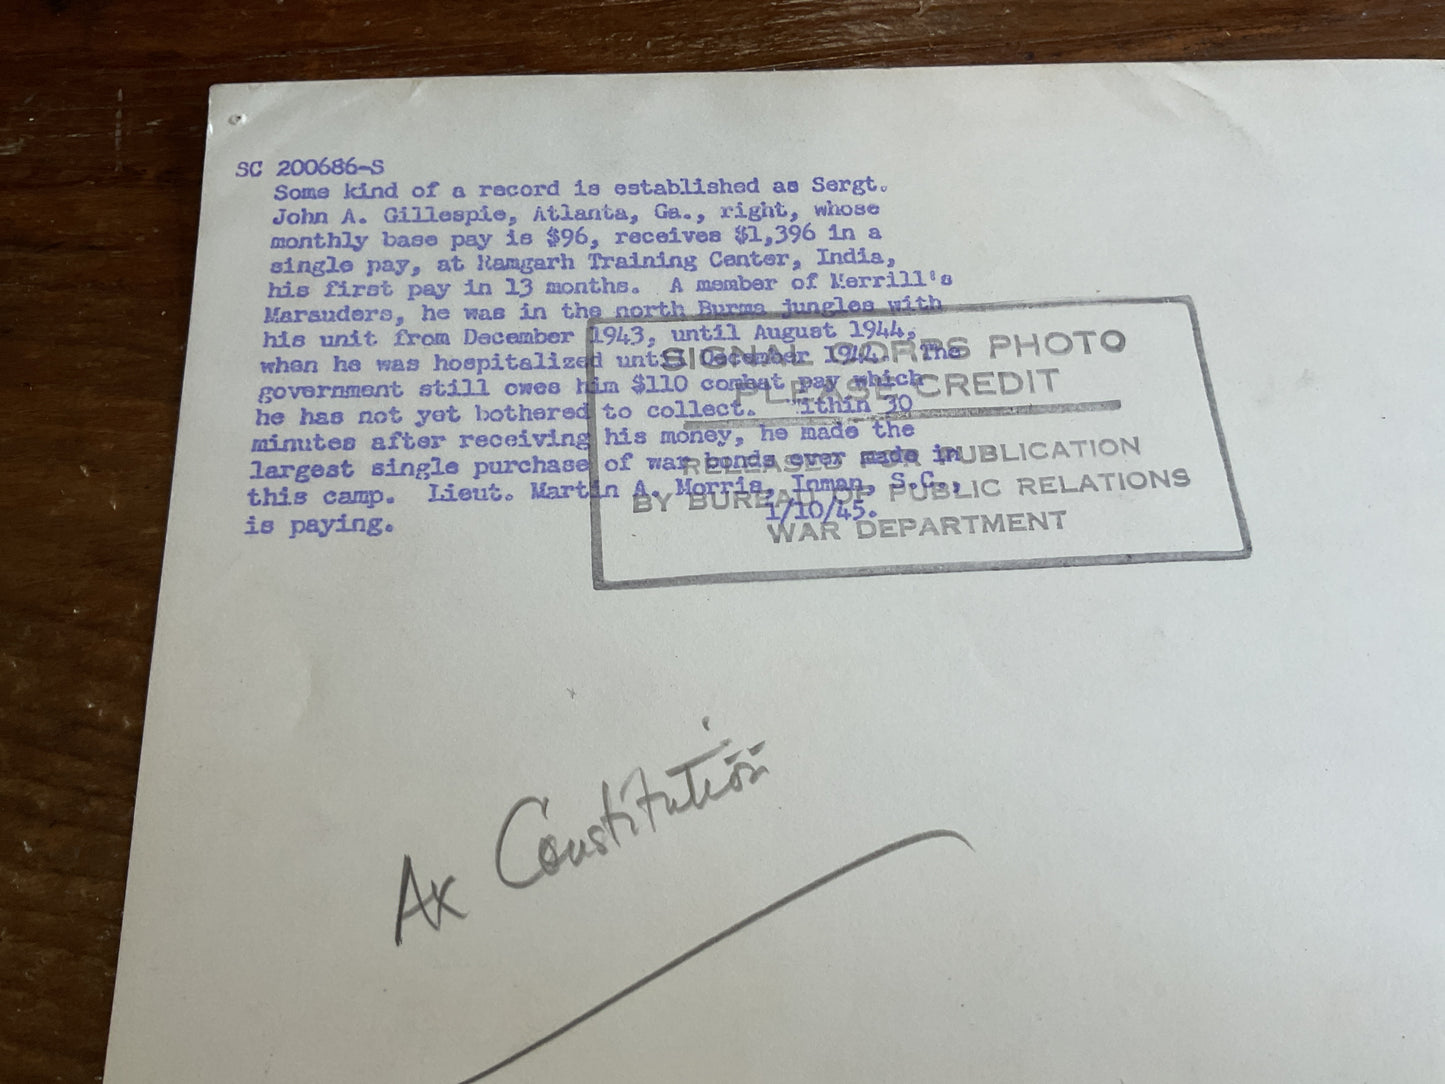 SC 200686-S
Some kind of a record is established as Sergt.
John A. Gillespie, Atlanta, Ga., right, whose
monthly base pay is $96, receives $1,396 in a
single pay, at Ramgarh Training Center, India,
his first pay in 13 months. A member of Merrill's
Marauders, he was in the north Burma jungles with
his unit from December 1943, until August 1944,
when he was hospitalized until December 1944. The
government still owes him $110 combat pay which
he has not yet bothered to collect. Within 30
minutes after receiving his money, he made the
largest single purchase of war bonds ever made in
this camp. Lieut. Martin A. Morris, Inman, S.C.,
is paying. 1/10/45.
SIGNAL CORPS PHOTO
PLEASE CREDIT
RELEASED FOR PUBLICATION
BY BUREAU OF PUBLIC RELATIONS
WAR DEPARTMENT
Constitution